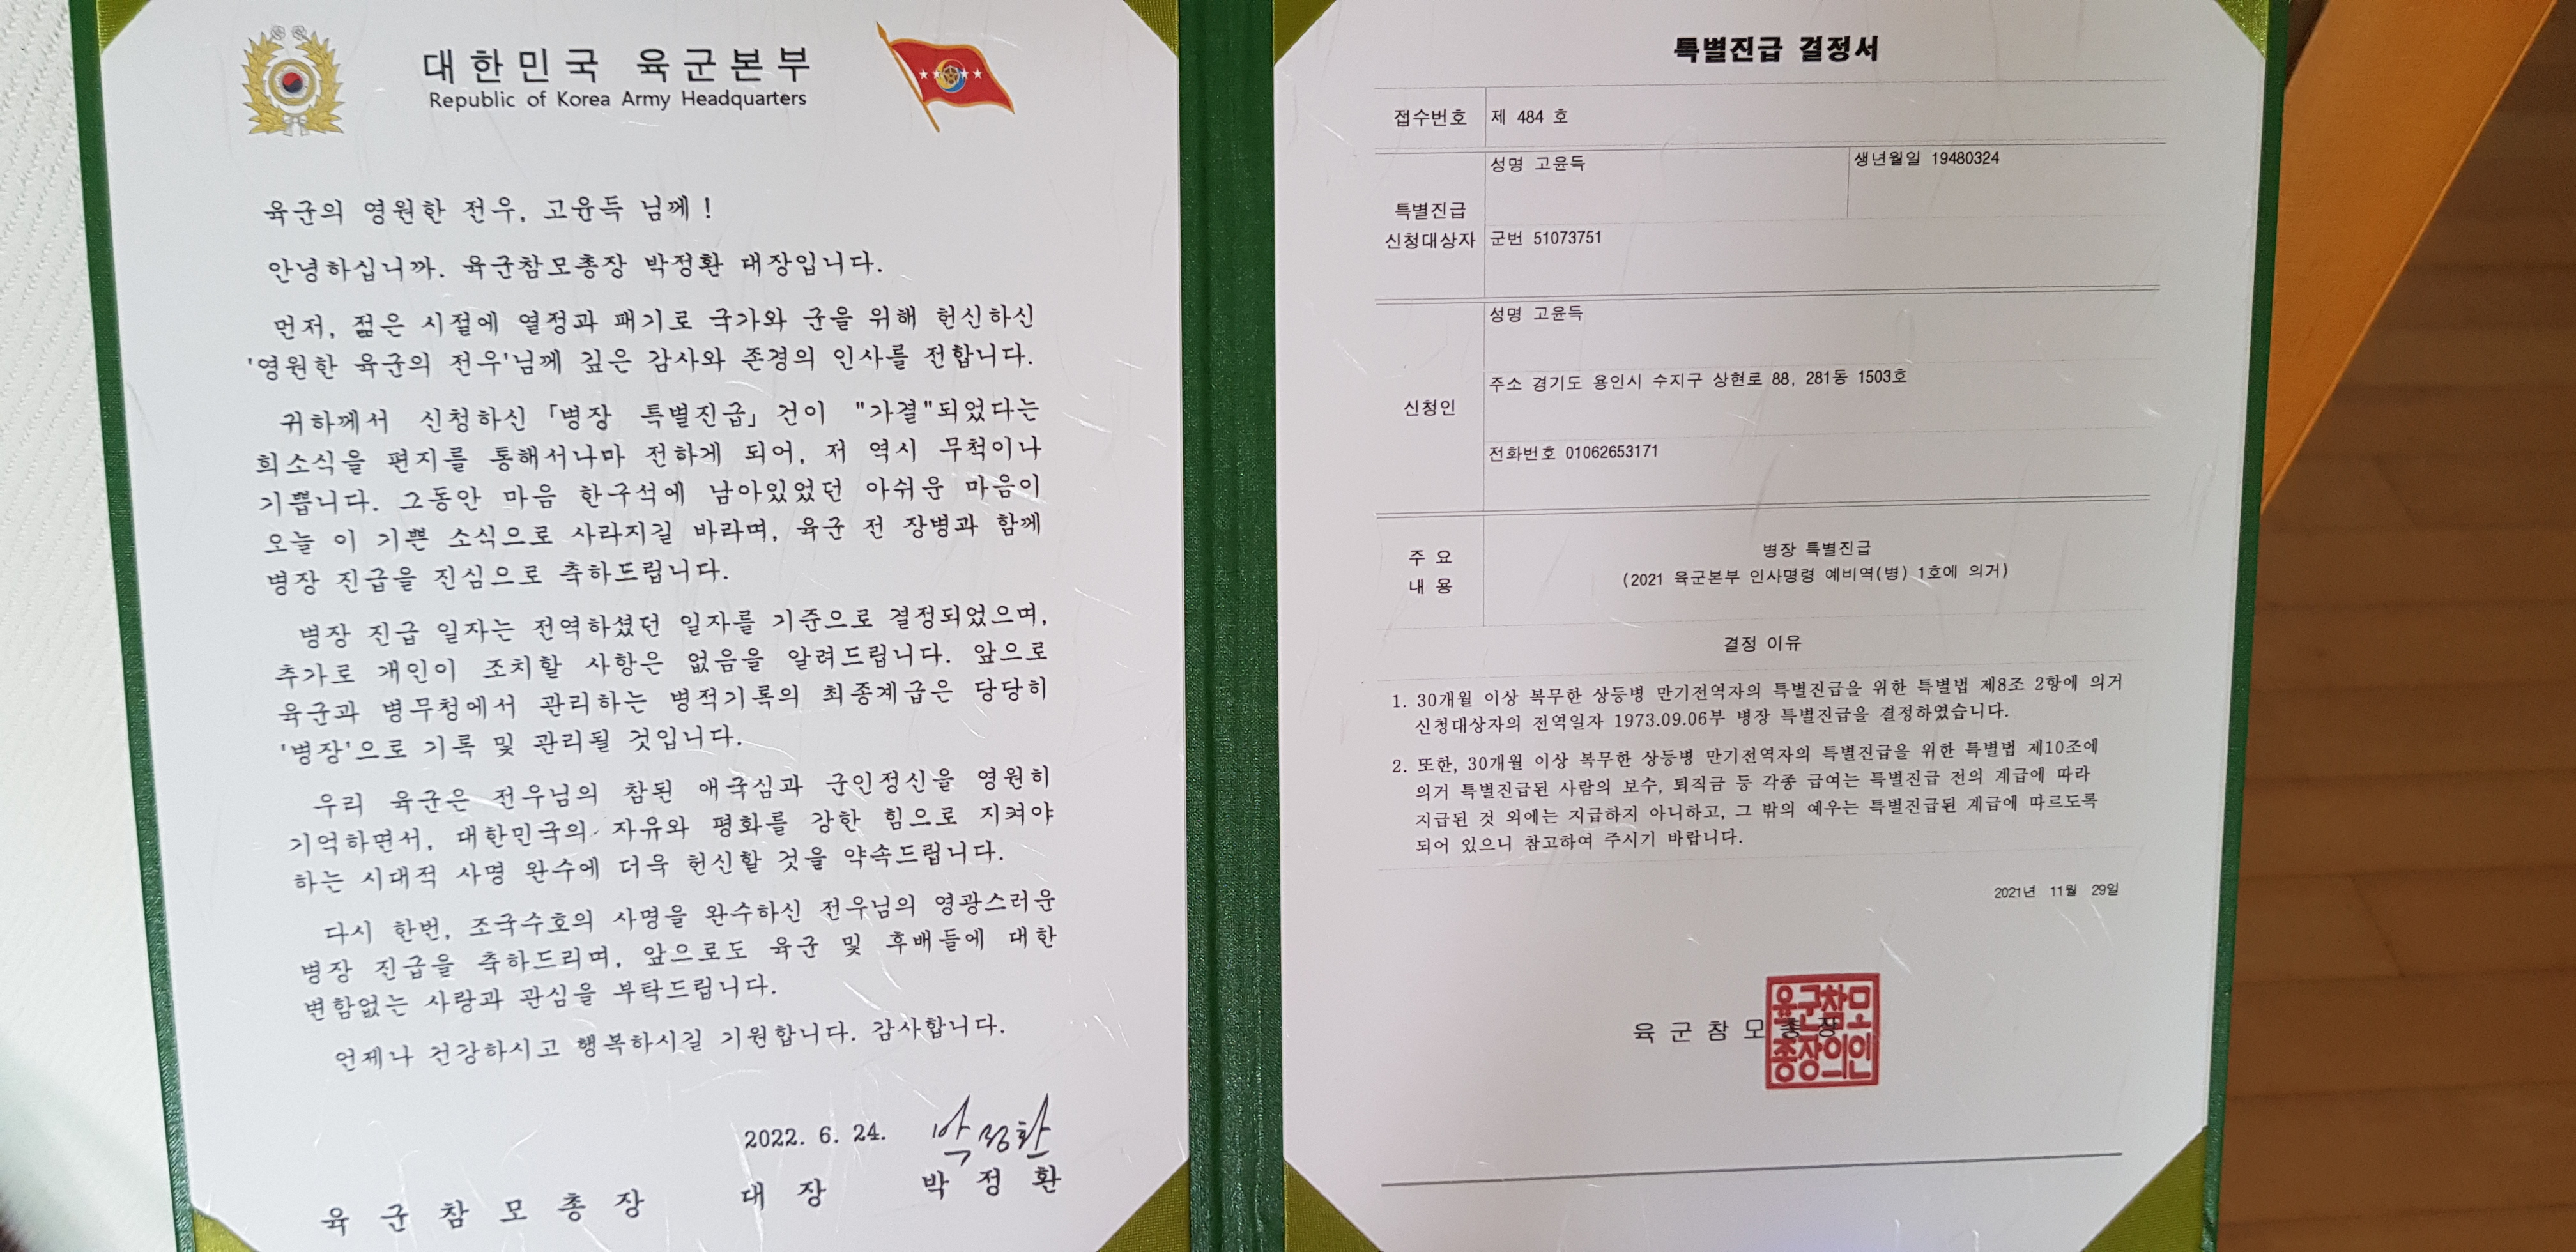 대한민국 육군본부
Republic of Korea Army Headquarters
육군의 영원한 전우, 고윤득 님께 !
안녕하십니까. 육군참모총장 박정환 대장입니다.
먼저, 젊은 시절에 열정과 패기로 국가와 군을 위해 헌신하신
'영원한 육군의 전우'님께 깊은 감사와 존경의 인사를 전합니다.
귀하께서 신청하신 「병장 특별진급」 건이 "가결"되었다는
희소식을 편지를 통해서나마 전하게 되어, 저 역시 무척이나
기쁩니다. 그동안 마음 한구석에 남아있었던 아쉬운 마음이
오늘 이 기쁜 소식으로 사라지길 바라며, 육군 전 장병과 함께
병장 진급을 진심으로 축하드립니다.
병장 진급 일자는 전역하셨던 일자를 기준으로 결정되었으며,
추가로 개인이 조치할 사항은 없음을 알려드립니다. 앞으로
육군과 병무청에서 관리하는 병적기록의 최종계급은 당당히
'병장'으로 기록 및 관리될 것입니다.
우리 육군은 전우님의 참된 애국심과 군인정신을 영원히
기억하면서, 대한민국의 자유와 평화를 강한 힘으로 지켜야
하는 시대적 사명 완수에 더욱 헌신할 것을 약속드립니다.
다시 한번, 조국수호의 사명을 완수하신 전우님의 영광스러운
병장 진급을 축하드리며, 앞으로도 육군 및 후배들에 대한
변함없는 사랑과 관심을 부탁드립니다.
언제나 건강하시고 행복하시길 기원합니다. 감사합니다.
2022. 6. 24. 박정환
육군참모총장 대장 박정환
특별진급 결정서
접수번호 제 484 호
특별진급 신청대상자
성명 고윤득 생년월일 19480324
군번 51073751
신청인
성명 고윤득
주소 경기도 용인시 수지구 상현로 88, 281동 1503호
전화번호 01062653171
주 요
내 용
병장 특별진급
(2021 육군본부 인사명령 예비역(병) 1호에 의거)
결정 이유
1. 30개월 이상 복무한 상등병 만기전역자의 특별진급을 위한 특별법 제8조 2항에 의거
신청대상자의 전역일자 1973.09.06부 병장 특별진급을 결정하였습니다.
2. 또한, 30개월 이상 복무한 상등병 만기전역자의 특별진급을 위한 특별법 제10조에
의거 특별진급된 사람의 보수, 퇴직금 등 각종 급여는 특별진급 전의 계급에 따라
지급된 것 외에는 지급하지 아니하고, 그 밖의 예우는 특별진급된 계급에 따르도록
되어 있으니 참고하여 주시기 바랍니다.
2021년 11월 29일
육군참모총장
육군참모
총장의인